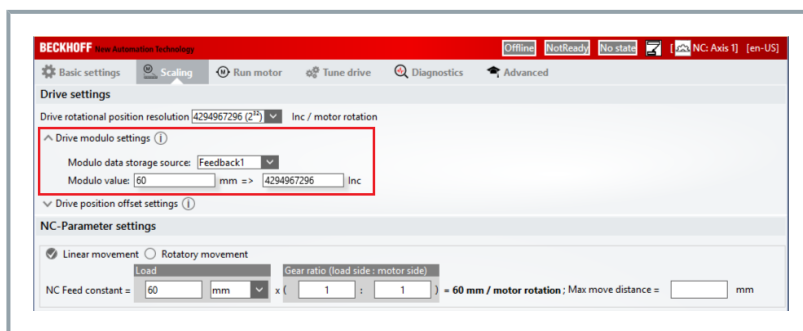 BECKHOFF New Automation Technology Offline NotReady No state [ NC: Axis 1] [en-US]
Basic settings Scaling Run motor Tune drive Diagnostics Advanced
Drive settings
Drive rotational position resolution 4294967296 (2³²) Inc / motor rotation
Drive modulo settings i
Modulo data storage source: Feedback1
Modulo value: 60 mm => 4294967296 Inc
Drive position offset settings i
NC-Parameter settings
Linear movement Rotatory movement
Load Gear ratio (load side : motor side)
NC Feed constant = 60 mm x ( 1 : 1 ) = 60 mm / motor rotation ; Max move distance = mm